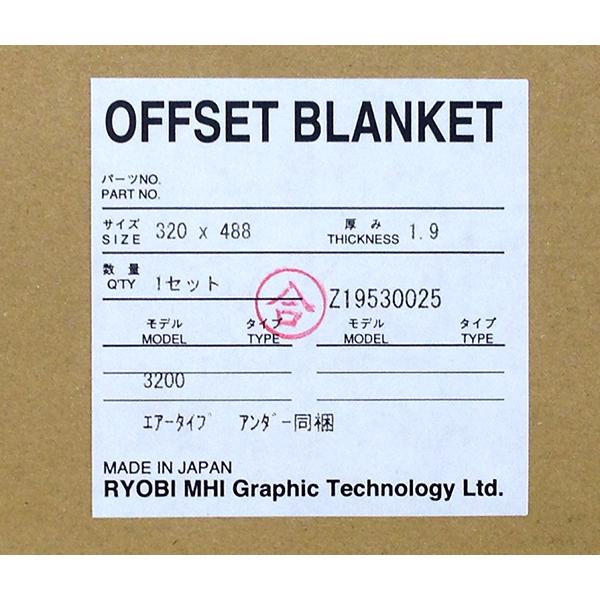 OFFSET BLANKET
パーツNO.
PART NO.
サイズ 厚み
SIZE 320 x 488 THICKNESS 1.9
数量
Q'TY 1セット
合 Z19530025
モデル タイプ モデル タイプ
MODEL TYPE MODEL TYPE
3200
エアータイプ アンダー同梱
MADE IN JAPAN
RYOBI MHI Graphic Technology Ltd.